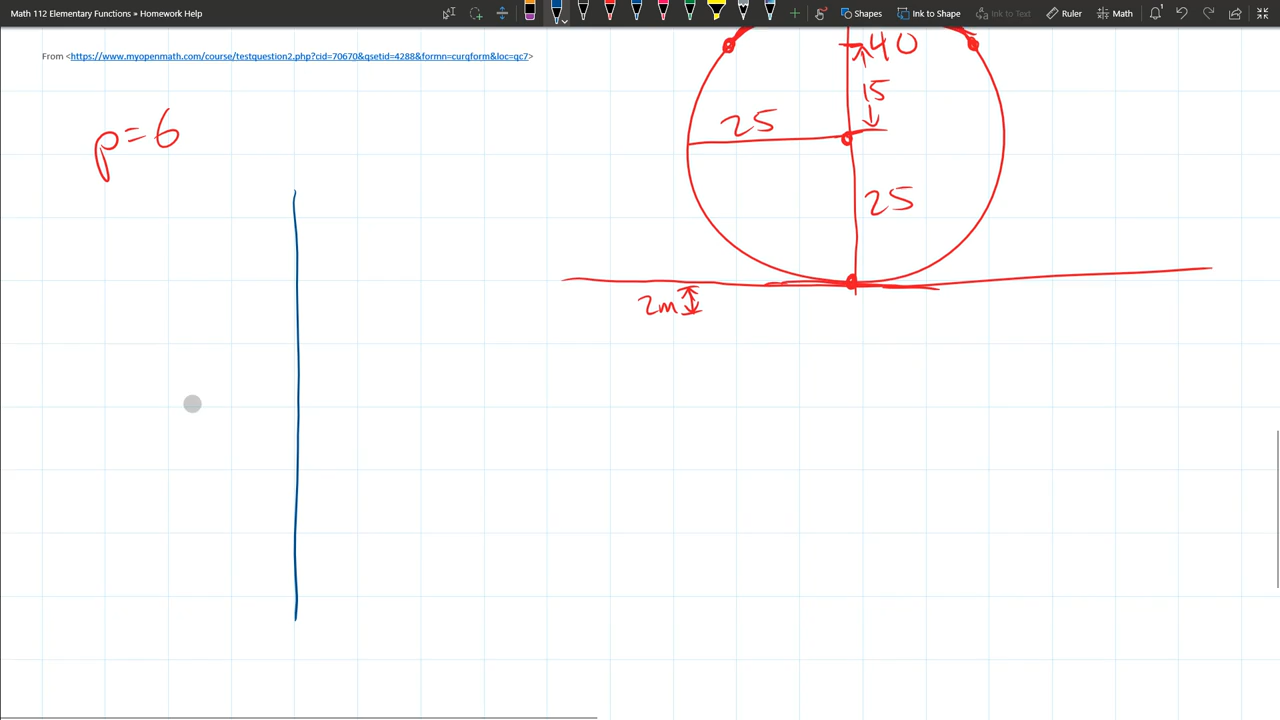 Math 112 Elementary Functions » Homework Help
Shapes
Ink to Shape
Ink to Text
Ruler
Math
From <https://www.myopenmath.com/course/testquestion2.php?cid=70670&qsetid=4288&formn=curqform&loc=qc7>
40
15
25
p=6
25
2m